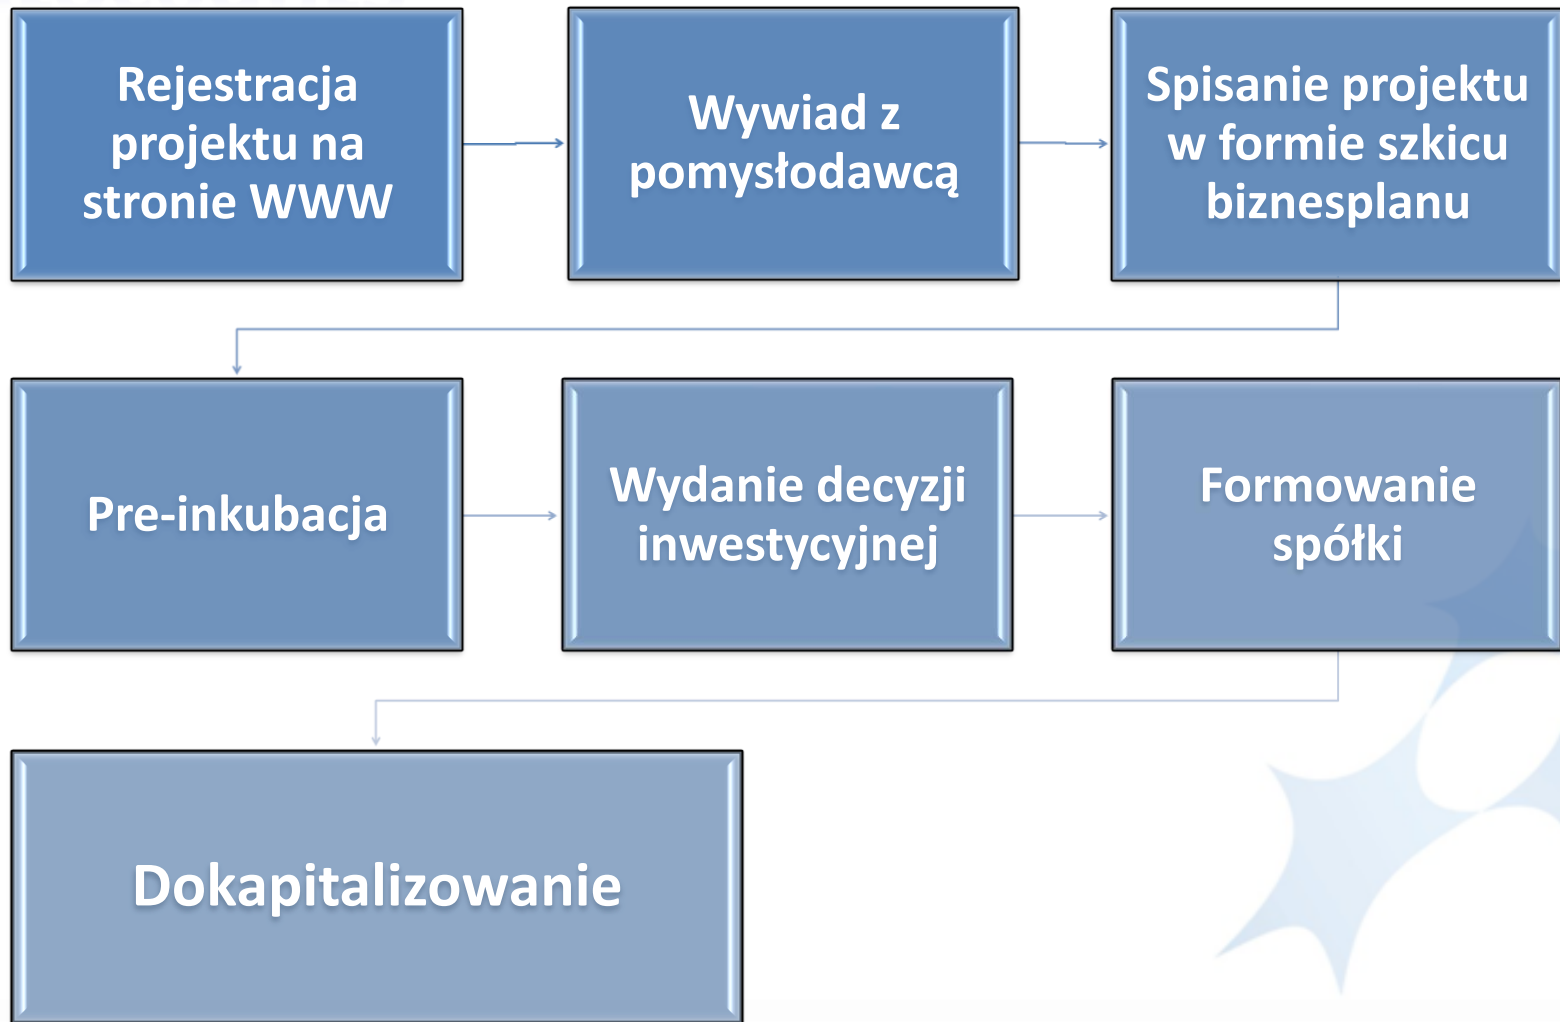 Rejestracja
projektu na
stronie WWW
Wywiad z
pomysłodawcą
Spisanie projektu
w formie szkicu
biznesplanu
Pre-inkubacja
Wydanie decyzji
inwestycyjnej
Formowanie
spółki
Dokapitalizowanie